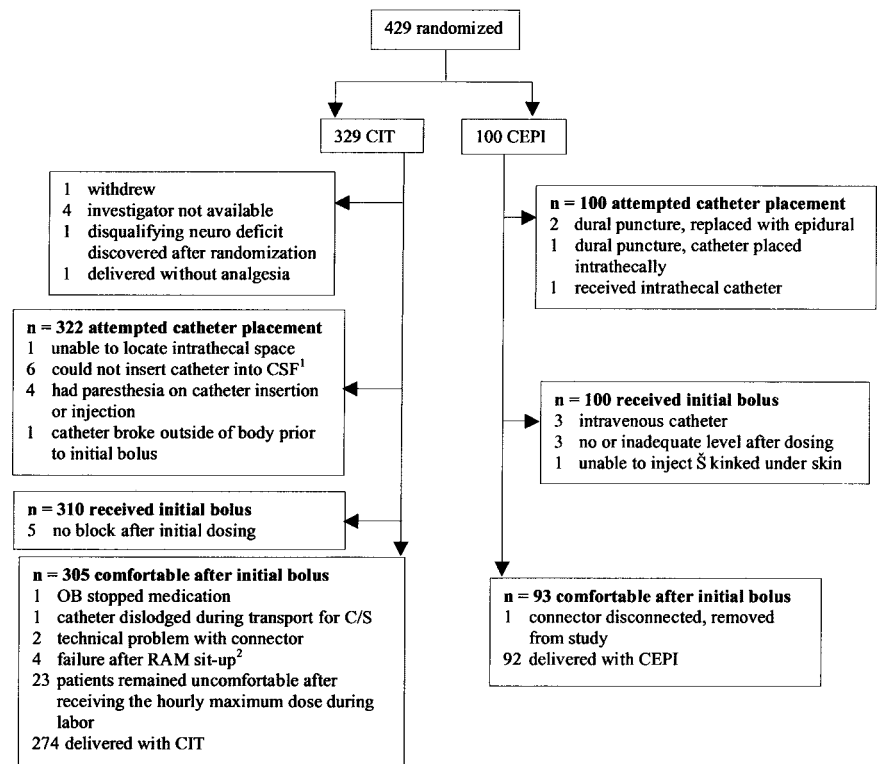 429 randomized
329 CIT
100 CEPI
1 withdrew
4 investigator not available
1 disqualifying neuro deficit
discovered after randomization
1 delivered without analgesia
n = 100 attempted catheter placement
2 dural puncture, replaced with epidural
1 dural puncture, catheter placed
intrathecally
1 received intrathecal catheter
n = 322 attempted catheter placement
1 unable to locate intrathecal space
6 could not insert catheter into CSF1
4 had paresthesia on catheter insertion
or injection
1 catheter broke outside of body prior
to initial bolus
n = 100 received initial bolus
3 intravenous catheter
3 no or inadequate level after dosing
1 unable to inject Š kinked under skin
n = 310 received initial bolus
5 no block after initial dosing
n = 305 comfortable after initial bolus
1 OB stopped medication
1 catheter dislodged during transport for C/S
2 technical problem with connector
4 failure after RAM sit-up2
23 patients remained uncomfortable after
receiving the hourly maximum dose during
labor
274 delivered with CIT
n = 93 comfortable after initial bolus
1 connector disconnected, removed
from study
92 delivered with CEPI